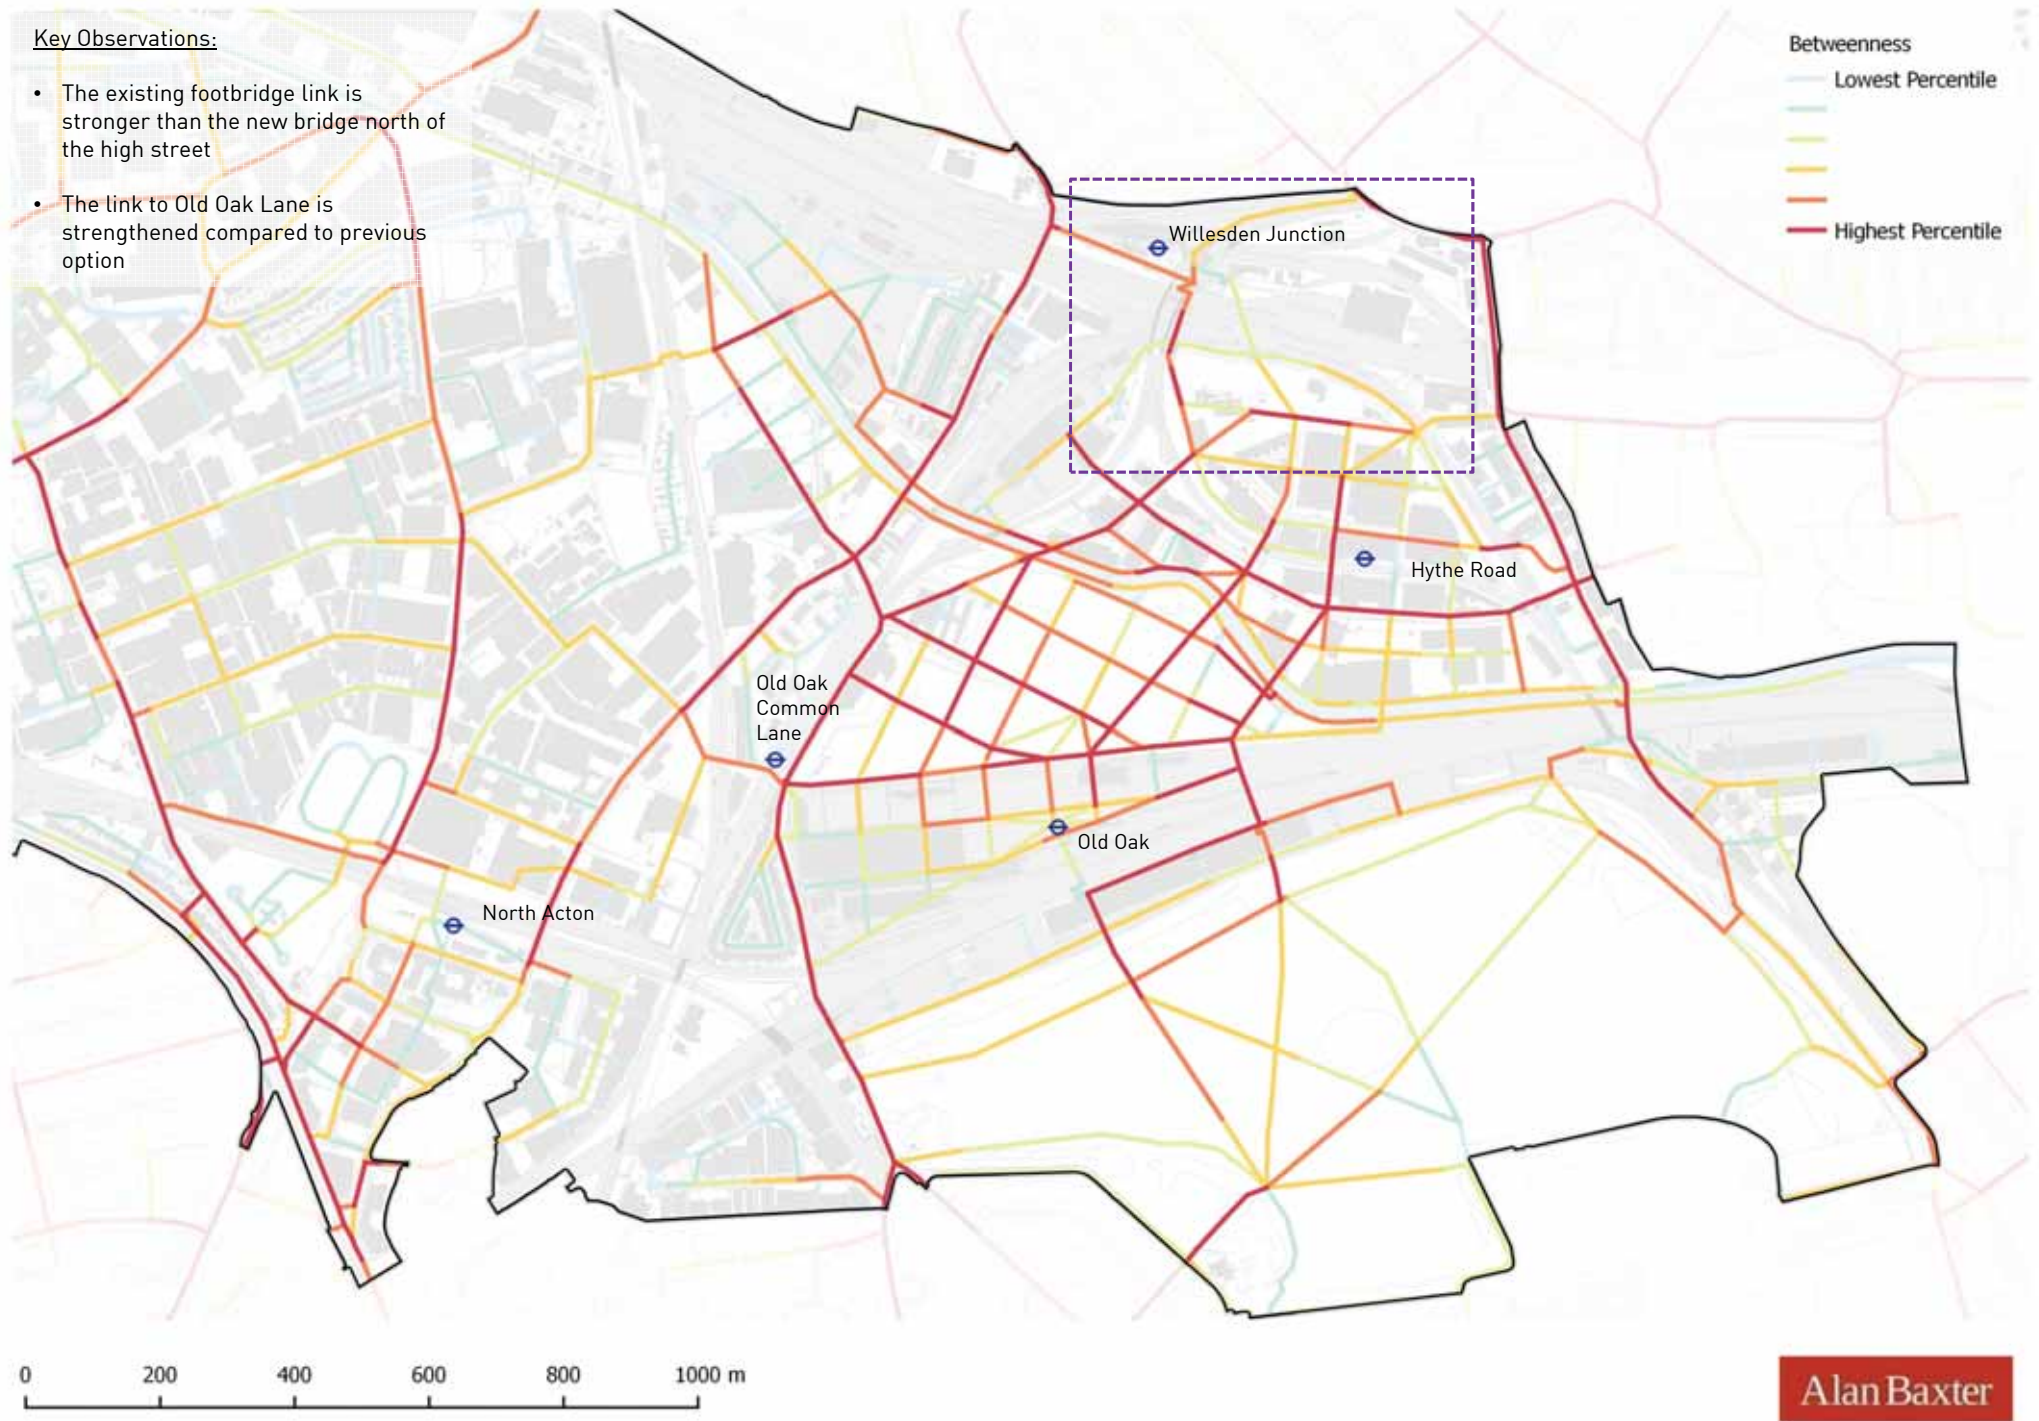 Key Observations:
• The existing footbridge link is
stronger than the new bridge north of
the high street
• The link to Old Oak Lane is
strengthened compared to previous
option
Betweenness
Lowest Percentile
Highest Percentile
Willesden Junction
Hythe Road
Old Oak
Common
Lane
Old Oak
North Acton
0 200 400 600 800 1000 m
Alan Baxter